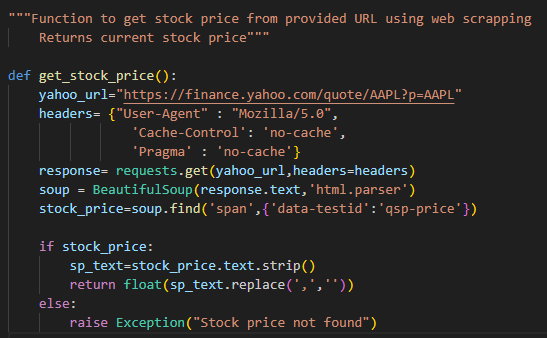 """Function to get stock price from provided URL using web scrapping
    Returns current stock price"""

def get_stock_price():
    yahoo_url="https://finance.yahoo.com/quote/AAPL?p=AAPL"
    headers= {"User-Agent" : "Mozilla/5.0",
                'Cache-Control': 'no-cache',
                'Pragma' : 'no-cache'}
    response= requests.get(yahoo_url,headers=headers)
    soup = BeautifulSoup(response.text,'html.parser')
    stock_price=soup.find('span',{'data-testid':'qsp-price'})

    if stock_price:
        sp_text=stock_price.text.strip()
        return float(sp_text.replace(',',''))
    else:
        raise Exception("Stock price not found")